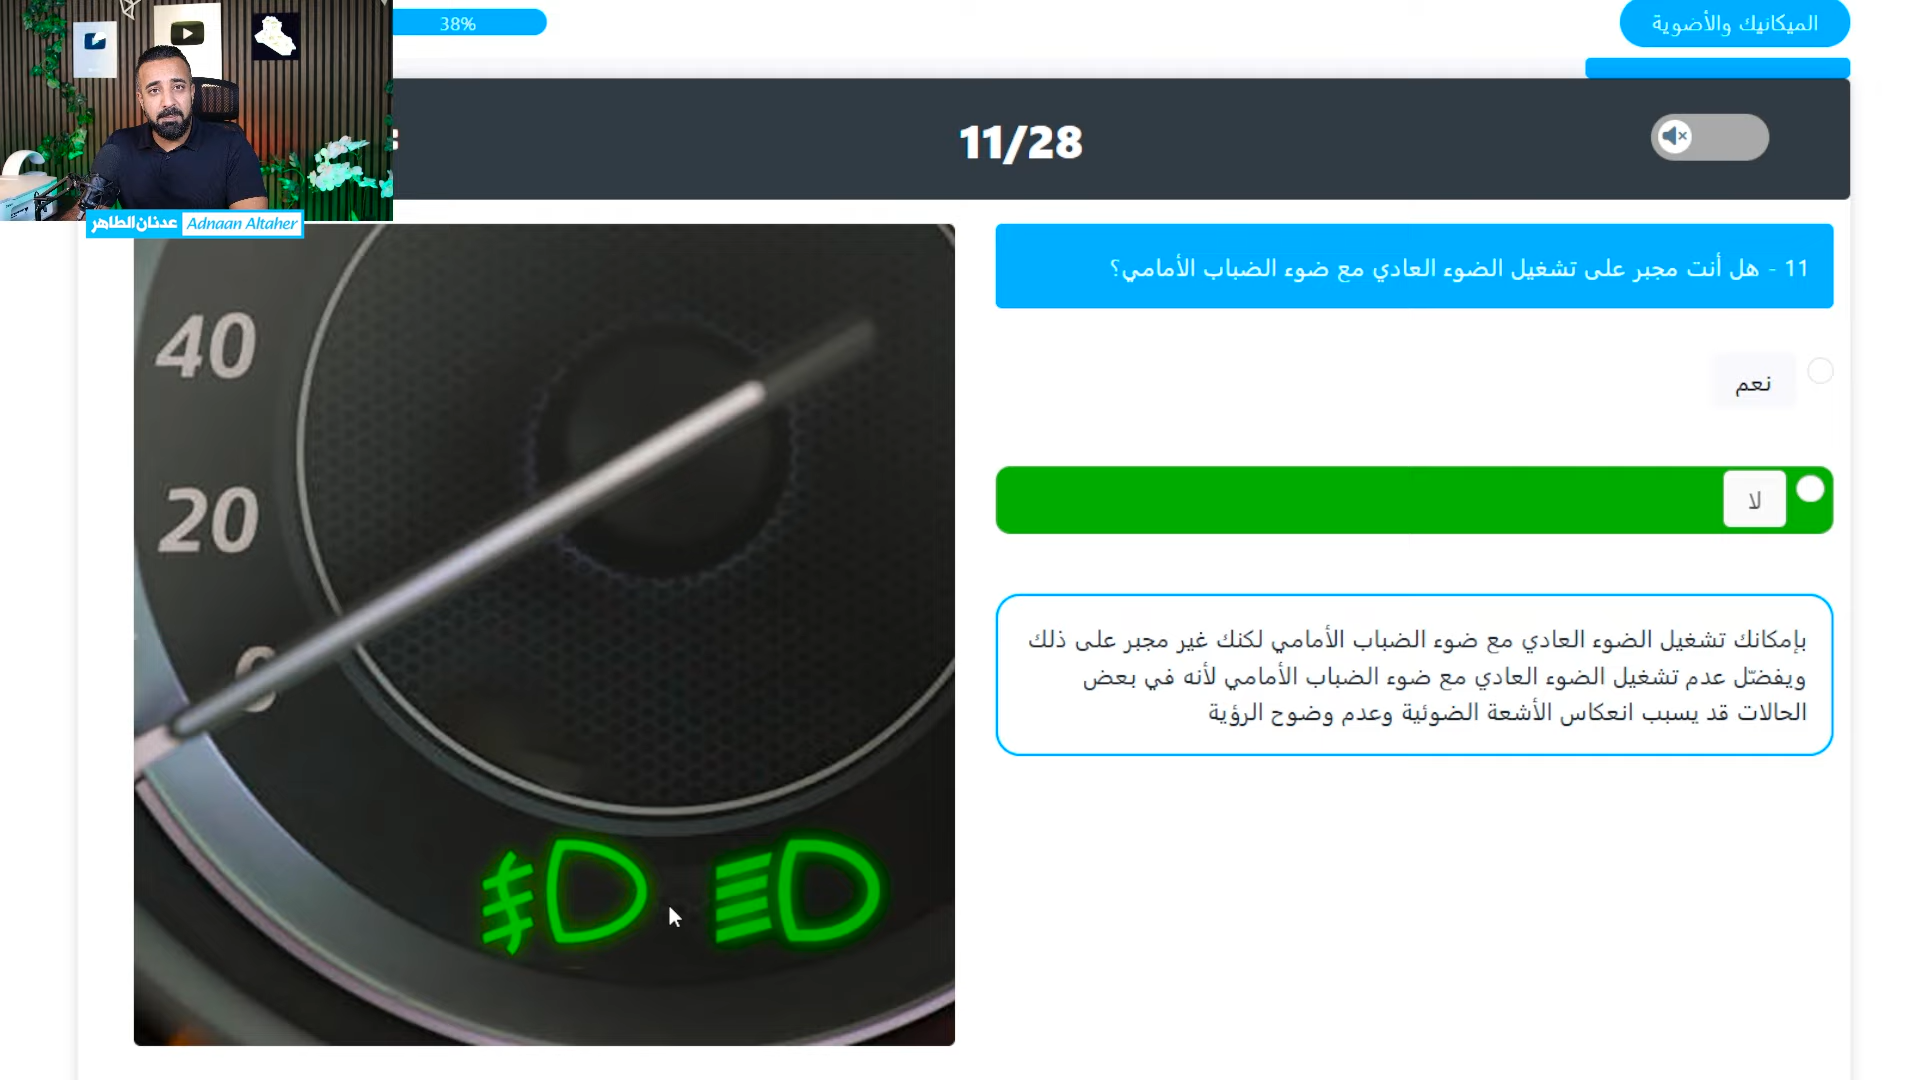 38%
الميكانيك والأضوية
11/28
عدنان الطاهر Adnaan Altaher
11 - هل أنت مجبر على تشغيل الضوء العادي مع ضوء الضباب الأمامي؟
نعم
لا
بإمكانك تشغيل الضوء العادي مع ضوء الضباب الأمامي لكنك غير مجبر على ذلك
ويفضّل عدم تشغيل الضوء العادي مع ضوء الضباب الأمامي لأنه في بعض
الحالات قد يسبب انعكاس الأشعة الضوئية وعدم وضوح الرؤية
40
20
0